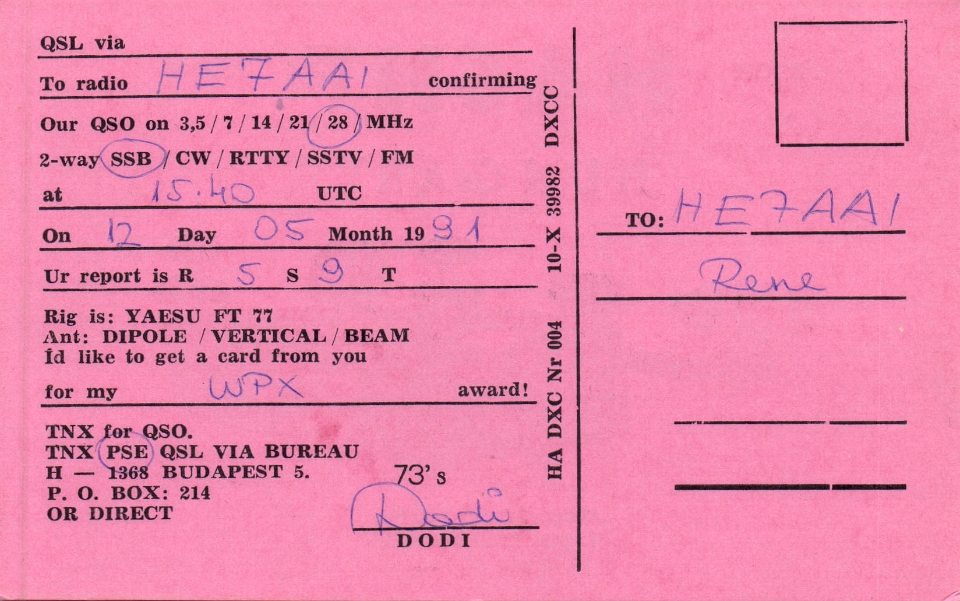 QSL via
To radio HE7AAI confirming
Our QSO on 3,5 / 7 / 14 / 21 / 28 / MHz
2-way SSB / CW / RTTY / SSTV / FM
at 15.40 UTC
On 12 Day 05 Month 1991
Ur report is R 5 S 9 T
Rig is: YAESU FT 77
Ant: DIPOLE / VERTICAL / BEAM
Id like to get a card from you
for my WPX award!
TNX for QSO.
TNX PSE QSL VIA BUREAU
H — 1368 BUDAPEST 5.
P. O. BOX: 214
OR DIRECT
73's
Dodi
DODI
HA DXC Nr 004 10-X 39982 DXCC
TO: HE7AAI
Rene